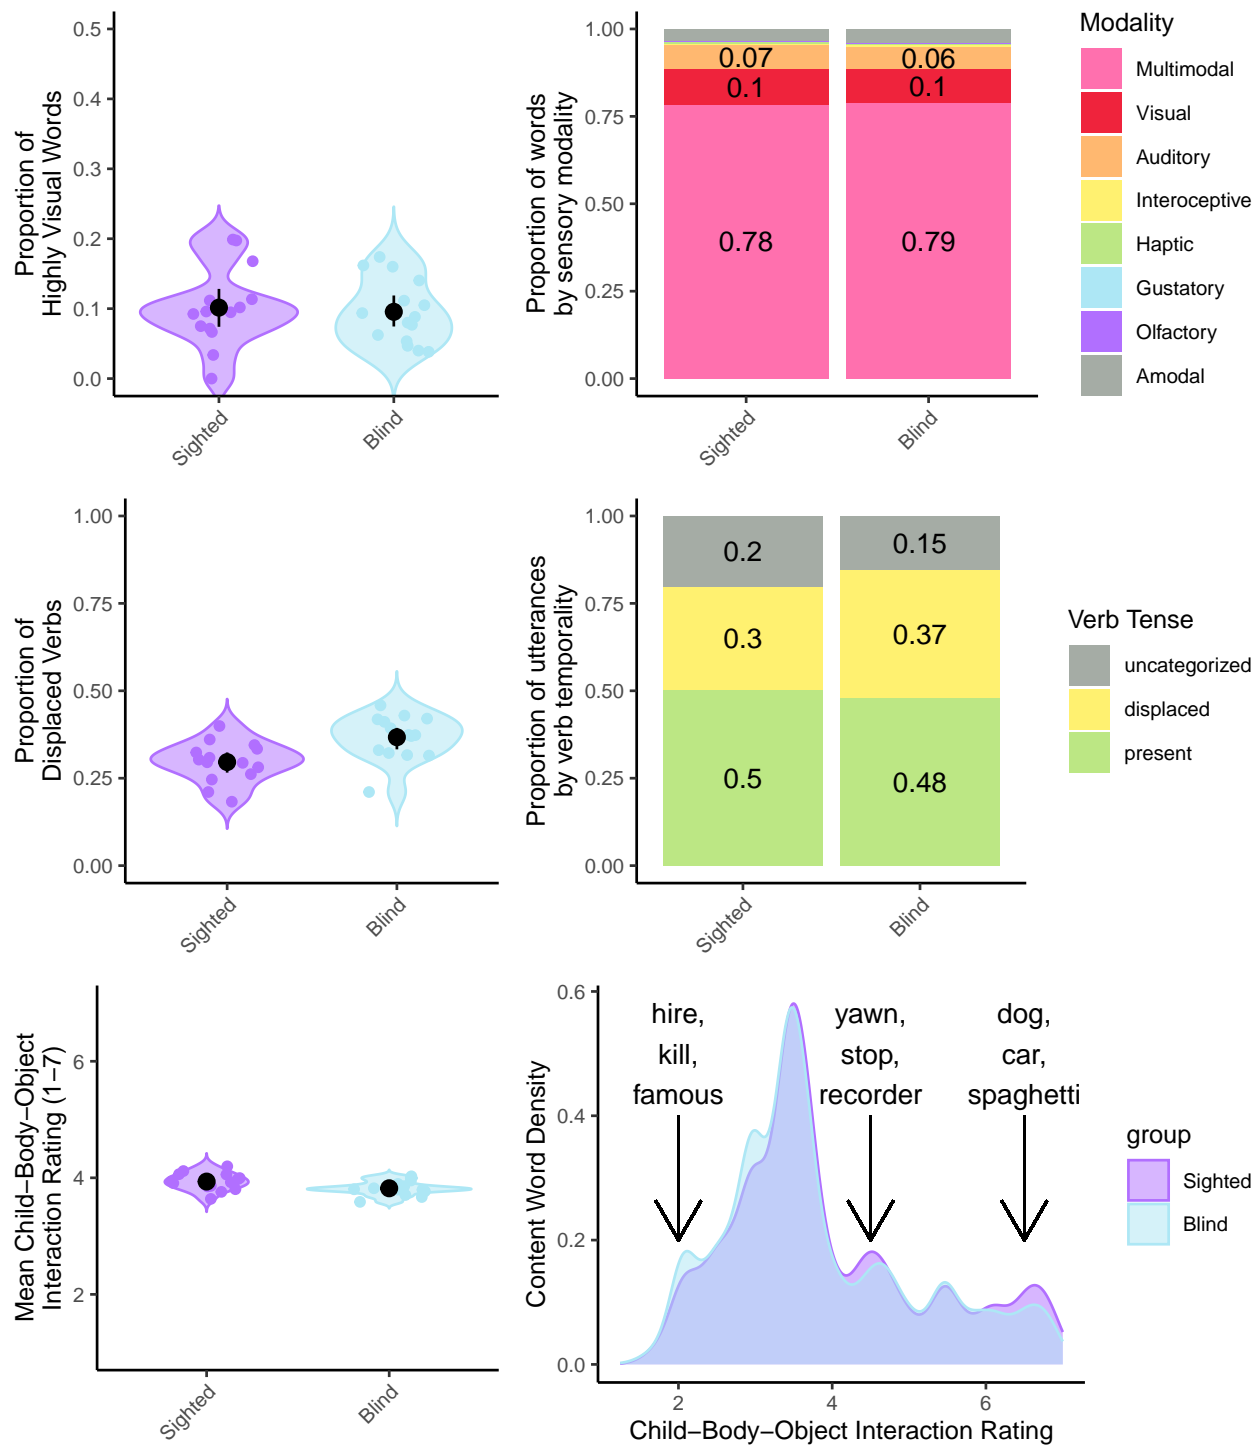 Proportion of
Highly Visual Words
0.5
0.4
0.3
0.2
0.1
0.0
Sighted
Blind
Proportion of words
by sensory modality
1.00
0.75
0.50
0.25
0.00
0.07
0.06
0.1
0.1
0.78
0.79
Sighted
Blind
Modality
Multimodal
Visual
Auditory
Interoceptive
Haptic
Gustatory
Olfactory
Amodal
Proportion of
Displaced Verbs
1.00
0.75
0.50
0.25
0.00
Sighted
Blind
Proportion of utterances
by verb temporality
1.00
0.75
0.50
0.25
0.00
0.2
0.15
0.3
0.37
0.5
0.48
Sighted
Blind
Verb Tense
uncategorized
displaced
present
Mean Child−Body−Object
Interaction Rating (1−7)
6
4
2
Sighted
Blind
Content Word Density
0.6
0.4
0.2
0.0
hire,
kill,
famous
yawn,
stop,
recorder
dog,
car,
spaghetti
2
4
6
Child−Body−Object Interaction Rating
group
Sighted
Blind